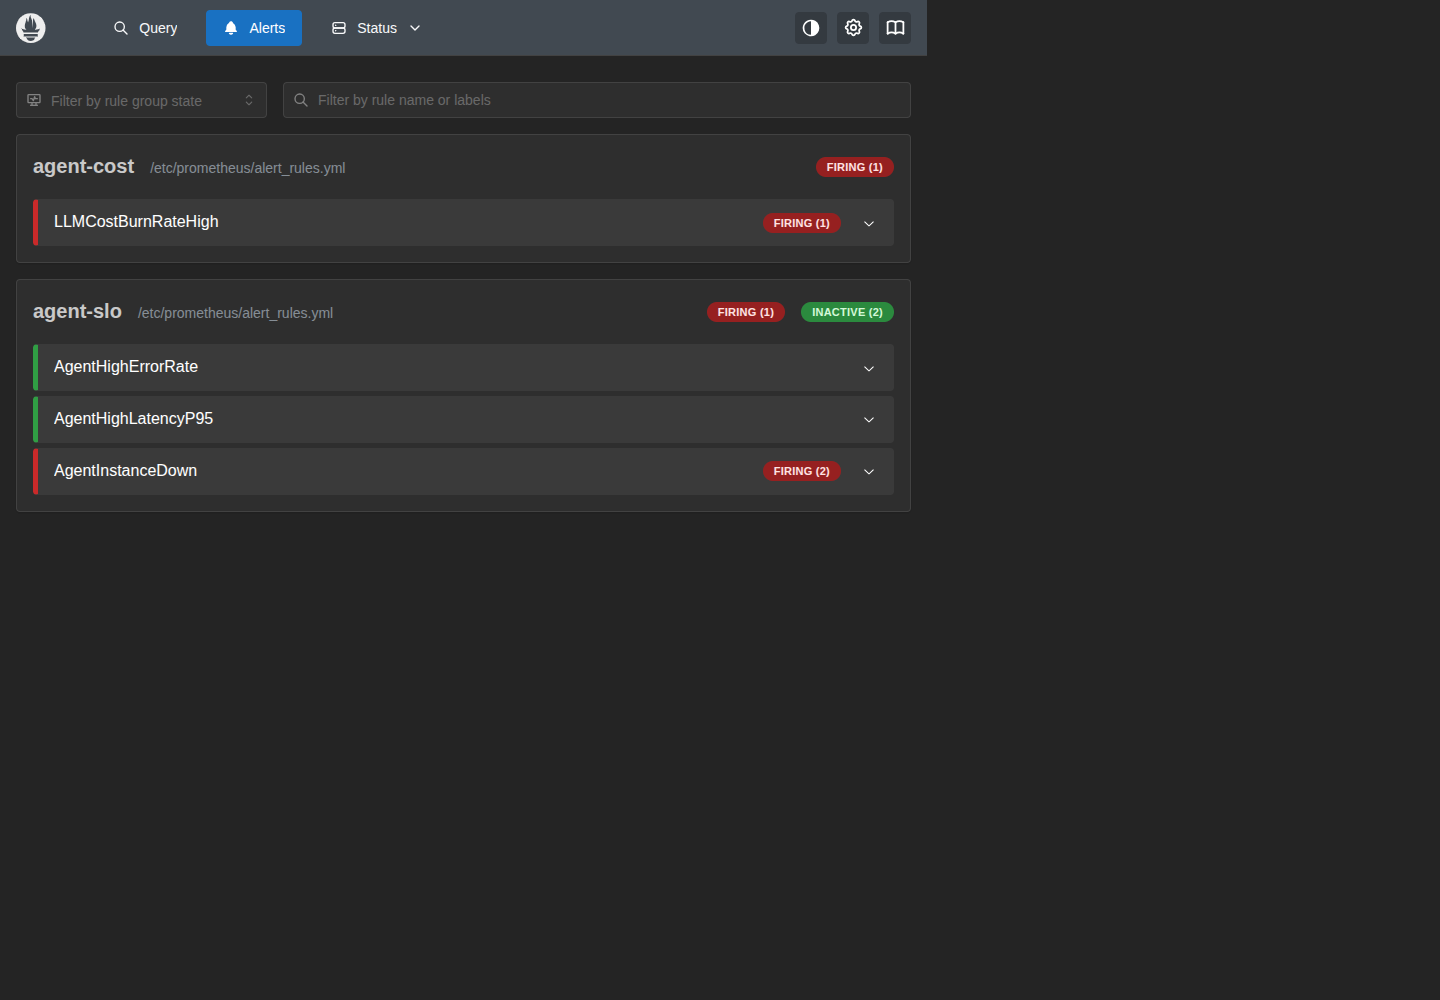 Query Alerts Status
Filter by rule group state Filter by rule name or labels
agent-cost /etc/prometheus/alert_rules.yml FIRING (1)
LLMCostBurnRateHigh FIRING (1)
agent-slo /etc/prometheus/alert_rules.yml FIRING (1) INACTIVE (2)
AgentHighErrorRate
AgentHighLatencyP95
AgentInstanceDown FIRING (2)